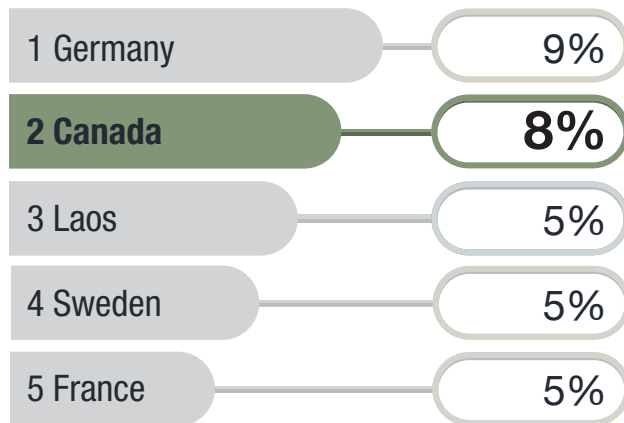 1 Germany 9%
2 Canada 8%
3 Laos 5%
4 Sweden 5%
5 France 5%